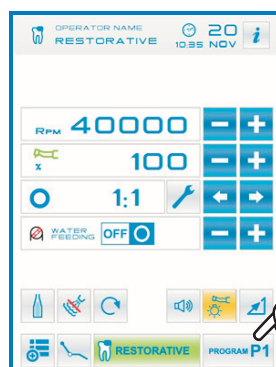 OPERATOR NAME
RESTORATIVE
20
10:35 NOV
i
RPM 40000
x 100
1:1
WATER FEEDING OFF
RESTORATIVE
PROGRAM P1